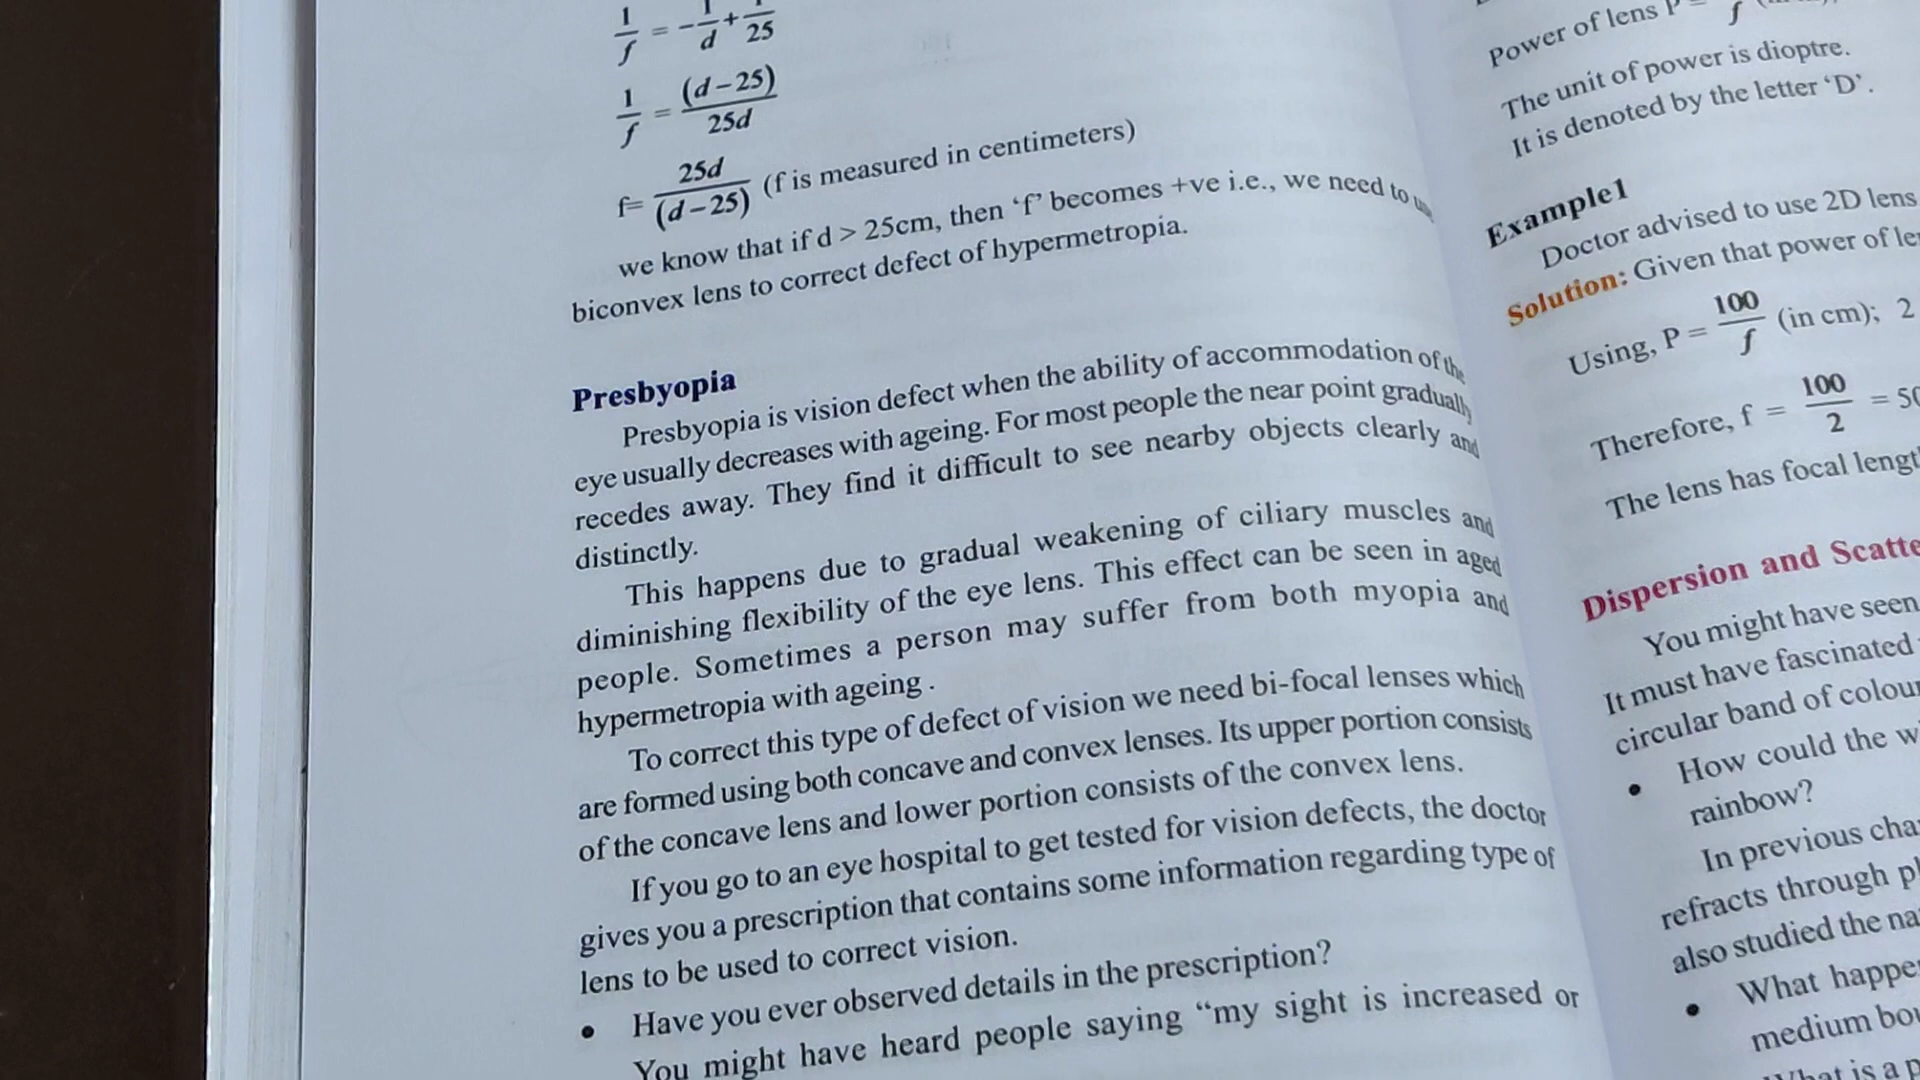 1/f = -1/d + 1/25
1/f = (d-25)/25d
f= 25d/(d-25) (f is measured in centimeters)
we know that if d > 25cm, then ‘f’ becomes +ve i.e., we need to
biconvex lens to correct defect of hypermetropia.
Presbyopia
Presbyopia is vision defect when the ability of accommodation of the
eye usually decreases with ageing. For most people the near point gradually
recedes away. They find it difficult to see nearby objects clearly and
distinctly.
This happens due to gradual weakening of ciliary muscles and
diminishing flexibility of the eye lens. This effect can be seen in aged
people. Sometimes a person may suffer from both myopia and
hypermetropia with ageing .
To correct this type of defect of vision we need bi-focal lenses which
are formed using both concave and convex lenses. Its upper portion consists
of the concave lens and lower portion consists of the convex lens.
If you go to an eye hospital to get tested for vision defects, the doctor
gives you a prescription that contains some information regarding type of
lens to be used to correct vision.
• Have you ever observed details in the prescription?
You might have heard people saying “my sight is increased or
Power of lens P
f
The unit of power is dioptre.
It is denoted by the letter ‘D’.
Example1
Doctor advised to use 2D lens
Solution: Given that power of
Using, P = 100/f (in cm); 2
Therefore, f = 100/2 =
The lens has focal
Dispersion and
You might have seen
It must have fascinated
circular band of
• How could the
rainbow?
In previous
refracts through
also studied the
• What
medium
What is a